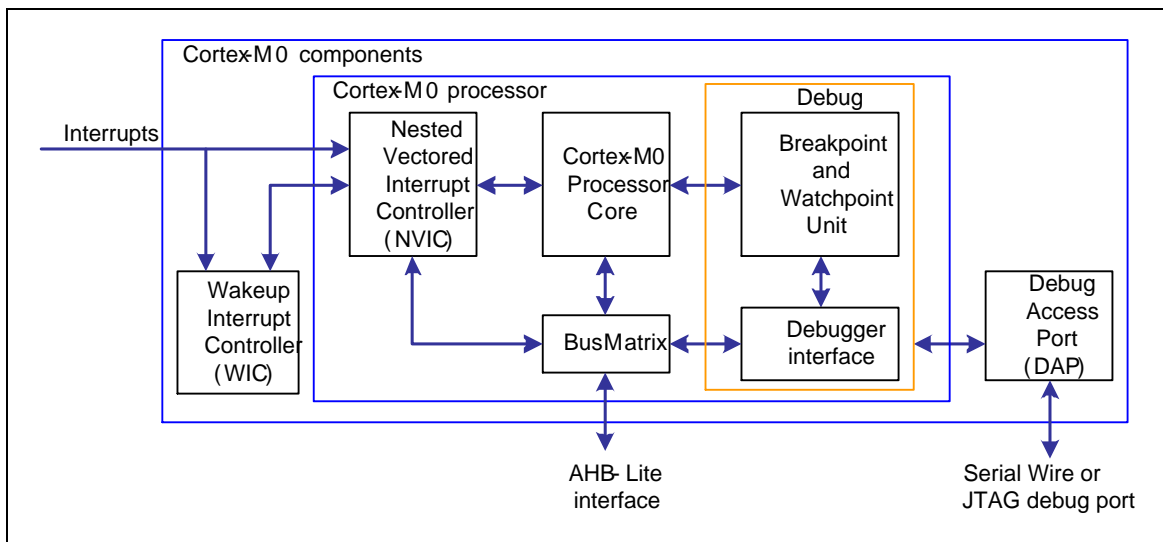 Cortex-M0 components
Cortex-M0 processor
Debug
Interrupts
Nested
Vectored
Interrupt
Controller
(NVIC)
Cortex-M0
Processor
Core
Breakpoint
and
Watchpoint
Unit
Wakeup
Interrupt
Controller
(WIC)
BusMatrix
Debugger
interface
Debug
Access
Port
(DAP)
AHB-Lite
interface
Serial Wire or
JTAG debug port